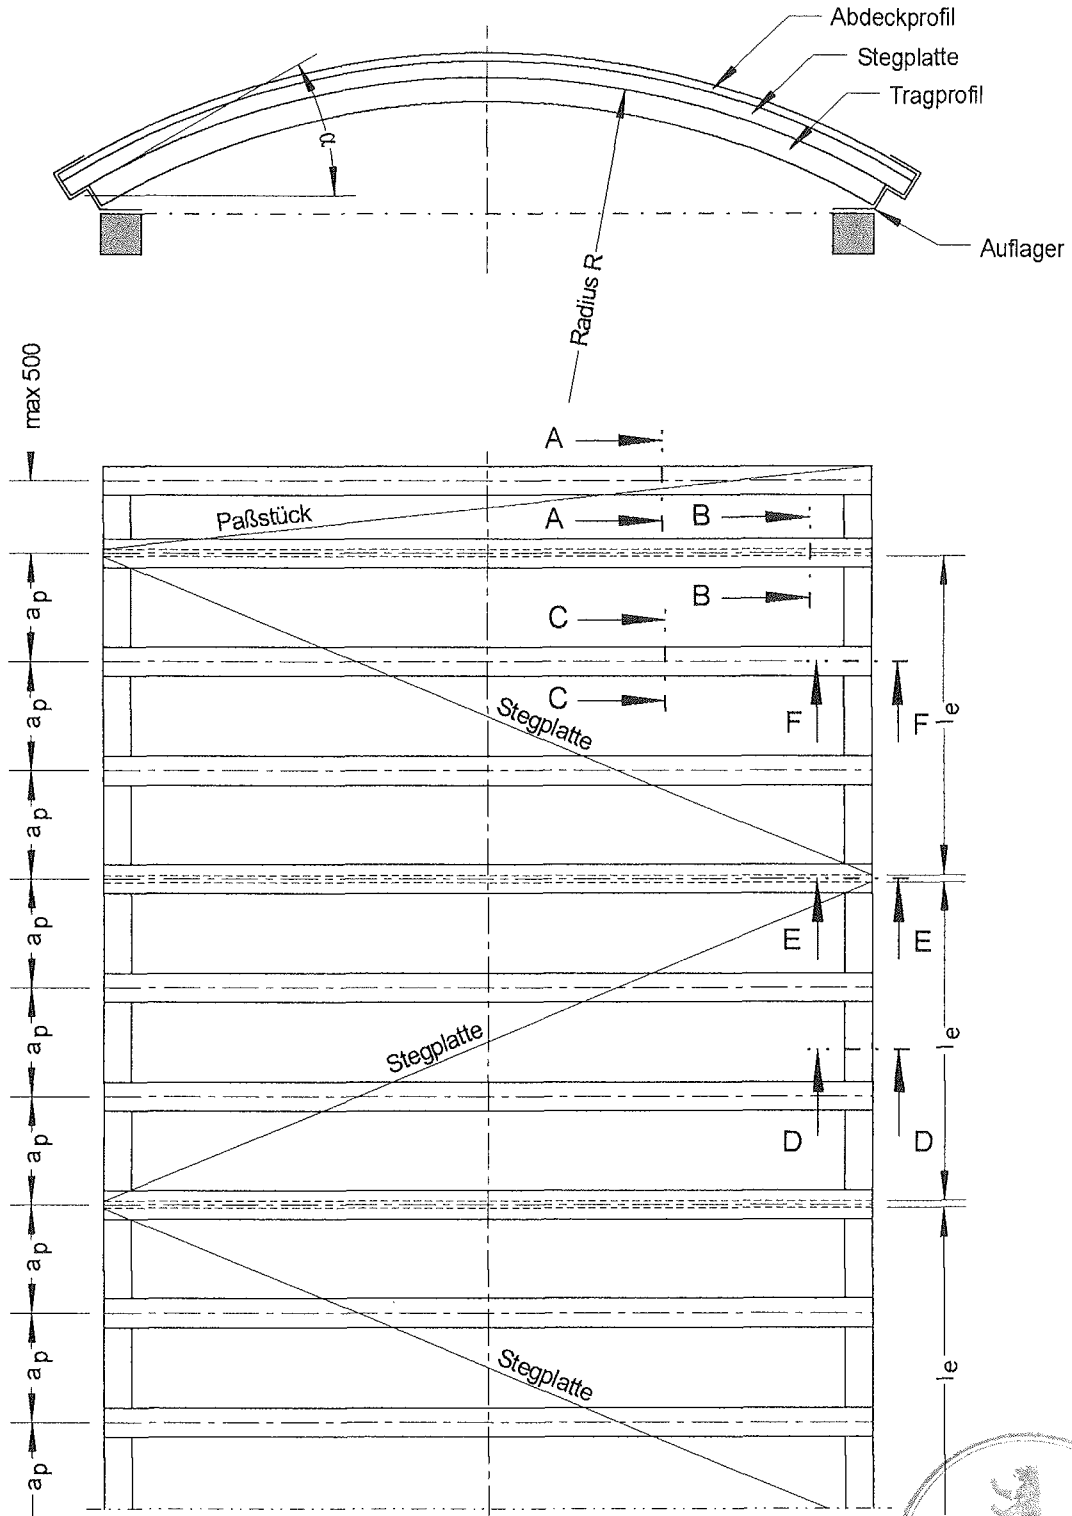 Abdeckprofil
Stegplatte
Tragprofil
α
Auflager
Radius R
max 500
A
A
B
B
Paßstück
C
C
Stegplatte
F
F
E
E
Stegplatte
D
D
Stegplatte
ap
ap
ap
ap
ap
ap
ap
ap
ap
le
le
le